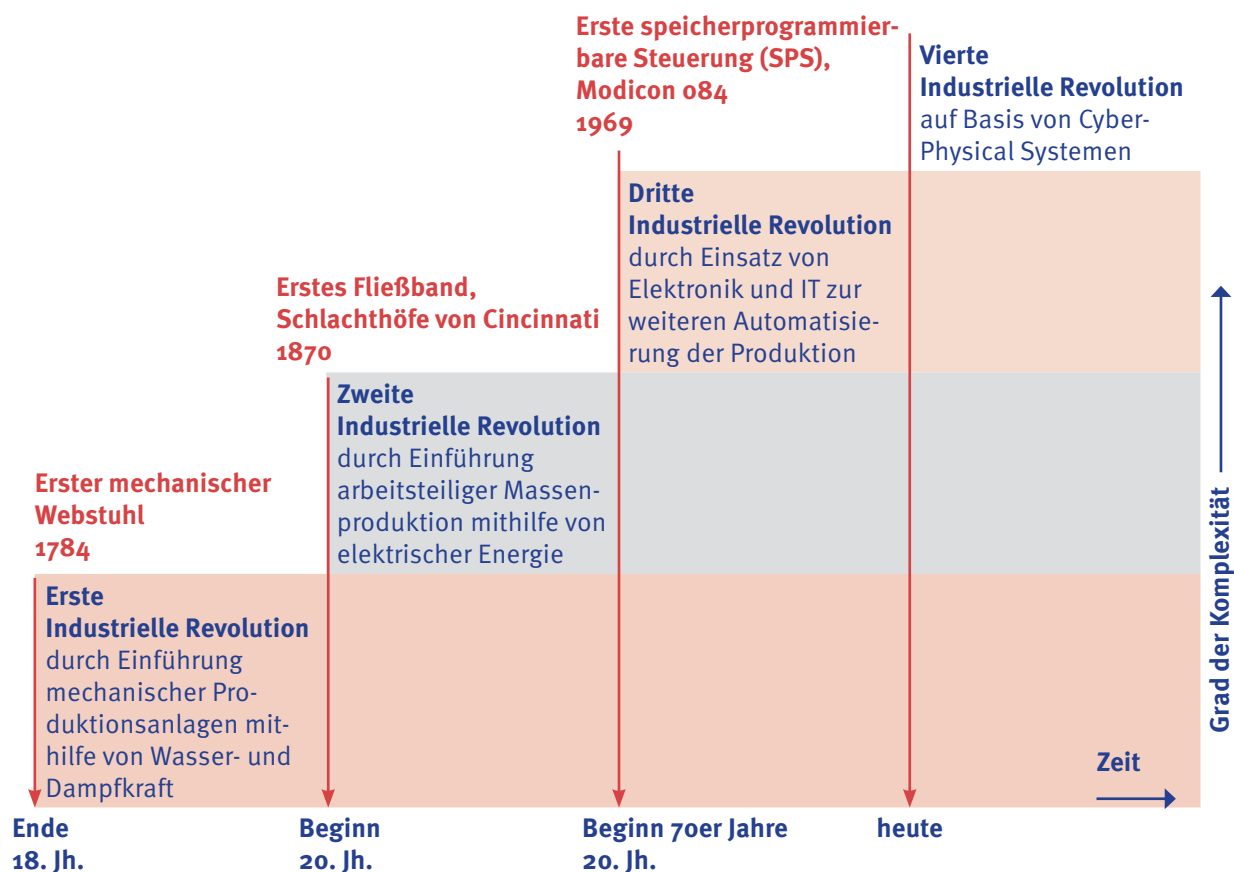 Erste speicherprogrammier-
bare Steuerung (SPS),
Modicon 084
1969
Vierte
Industrielle Revolution
auf Basis von Cyber-
Physical Systemen
Dritte
Industrielle Revolution
durch Einsatz von
Elektronik und IT zur
weiteren Automatisie-
rung der Produktion
Erstes Fließband,
Schlachthöfe von Cincinnati
1870
Zweite
Industrielle Revolution
durch Einführung
arbeitsteiliger Massen-
produktion mithilfe von
elektrischer Energie
Erster mechanischer
Webstuhl
1784
Erste
Industrielle Revolution
durch Einführung
mechanischer Pro-
duktionsanlagen mit-
hilfe von Wasser- und
Dampfkraft
Grad der Komplexität
Zeit
Ende
18. Jh.
Beginn
20. Jh.
Beginn 70er Jahre
20. Jh.
heute